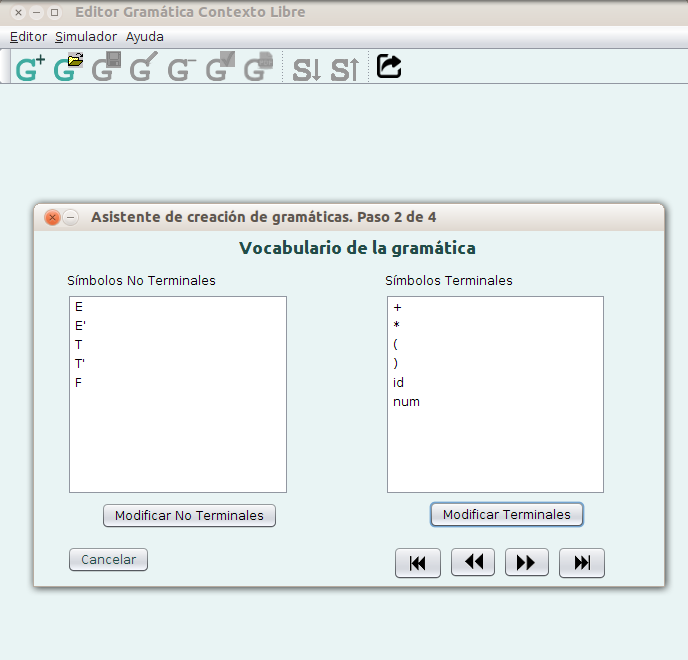 Editor Gramática Contexto Libre
Editor Simulador Ayuda
G+ G G G G- G G S↓ S↑
Asistente de creación de gramáticas. Paso 2 de 4
Vocabulario de la gramática
Símbolos No Terminales
Símbolos Terminales
E
E'
T
T'
F
+
*
(
)
id
num
Modificar No Terminales
Modificar Terminales
Cancelar